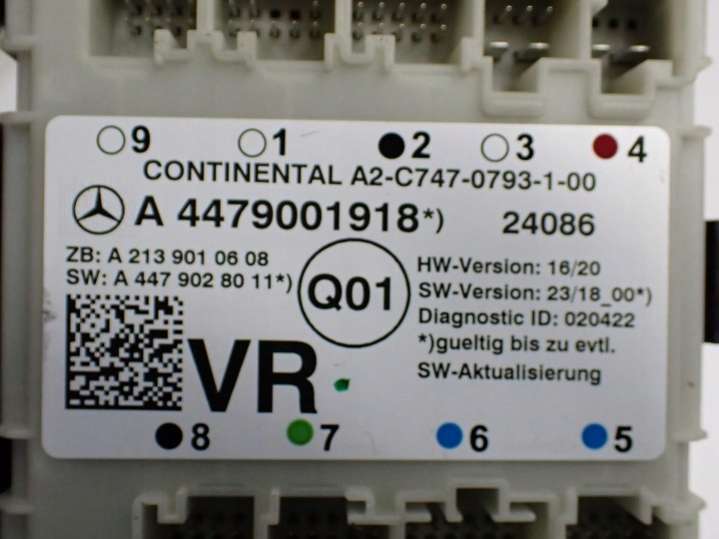 9 1 2 3 4
CONTINENTAL A2-C747-0793-1-00
A 4479001918*) 24086
ZB: A 213 901 06 08
SW: A 447 902 80 11*)
Q01
HW-Version: 16/20
SW-Version: 23/18_00*)
Diagnostic ID: 020422
*)gueltig bis zu evtl.
SW-Aktualisierung
VR
8 7 6 5